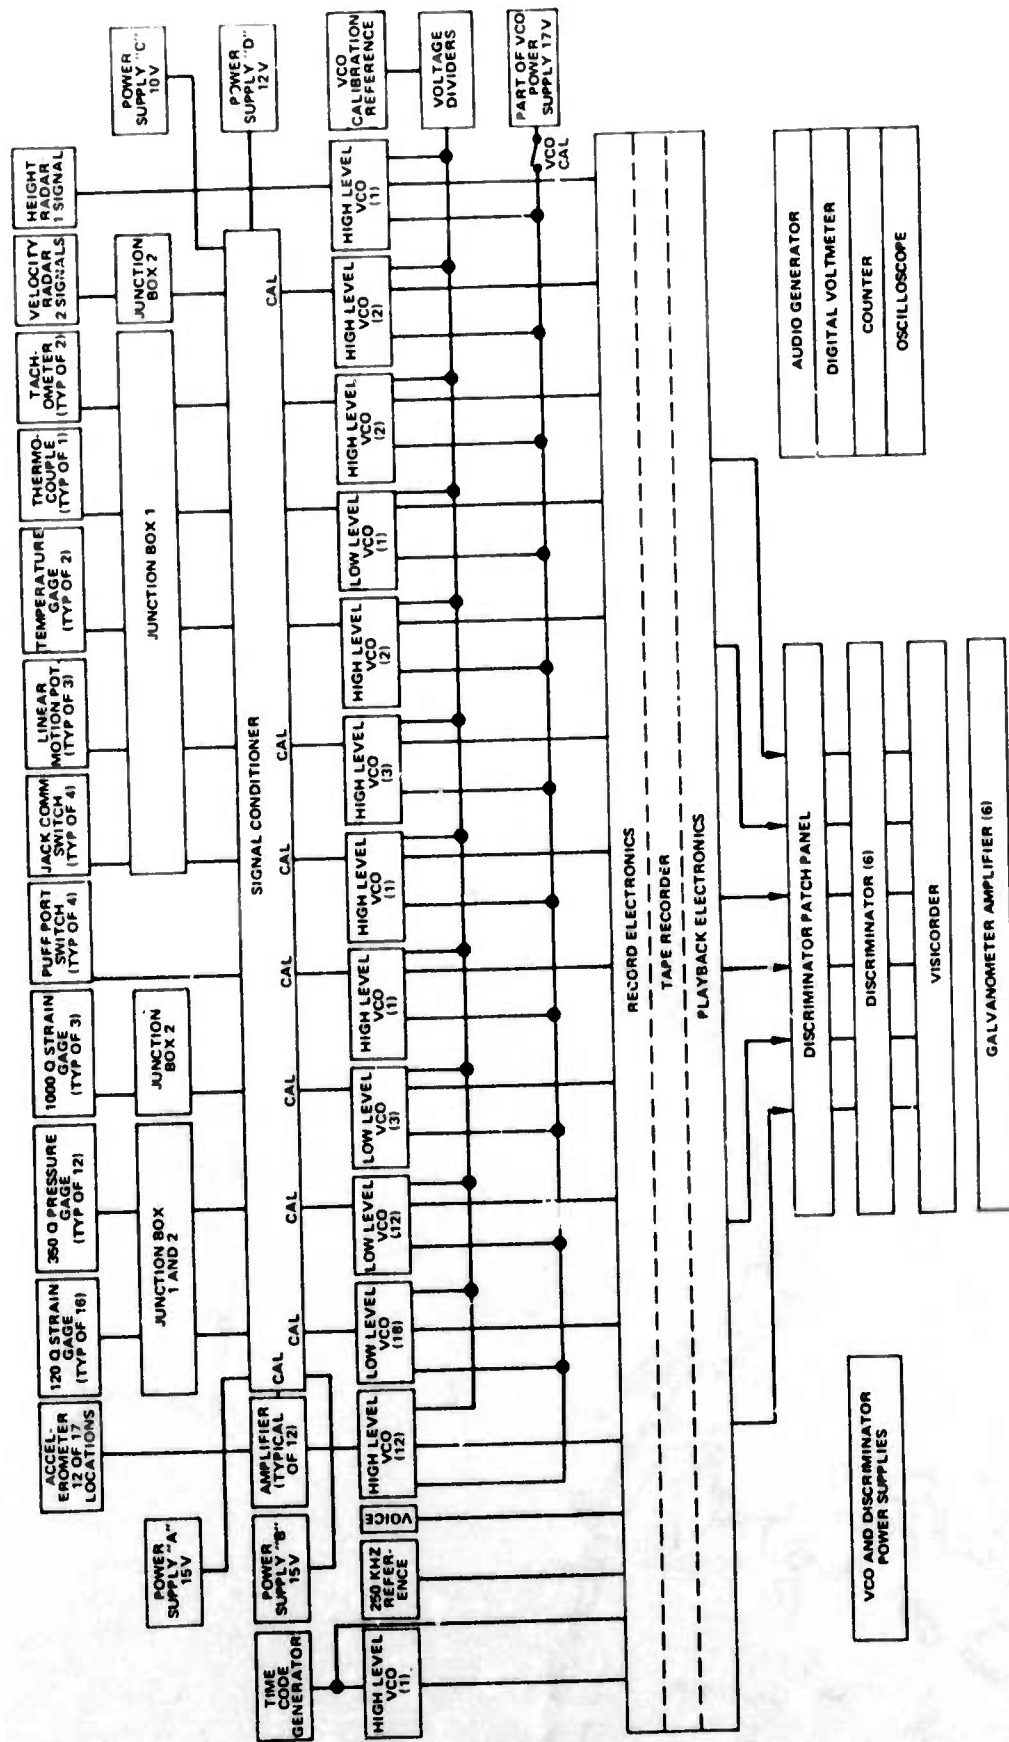 ACCEL-
EROMETER
12 OF 17
LOCATIONS
120 Ω STRAIN
GAGE
(TYP OF 16)
350 Ω PRESSURE
GAGE
(TYP OF 12)
1000 Ω STRAIN
GAGE
(TYP OF 3)
PUFF PORT
SWITCH
(TYP OF 4)
JACK COMM
SWITCH
(TYP OF 4)
LINEAR
MOTION POT.
(TYP OF 3)
TEMPERATURE
GAGE
(TYP OF 2)
THERMO-
COUPLE
(TYP OF 1)
TACH-
OMETER
(TYP OF 2)
VELOCITY
RADAR
2 SIGNALS
HEIGHT
RADAR
1 SIGNAL
POWER
SUPPLY "A"
15V
JUNCTION BOX
1 AND 2
JUNCTION
BOX 2
JUNCTION BOX 1
JUNCTION
BOX 2
POWER
SUPPLY "C"
10V
TIME
CODE
GENERATOR
POWER
SUPPLY "B"
15V
AMPLIFIER
(TYPICAL
OF 12)
SIGNAL CONDITIONER
POWER
SUPPLY "D"
12V
CAL
CAL
CAL
CAL
CAL
CAL
CAL
CAL
HIGH LEVEL
VCO
(1)
250 KHZ
REFER-
ENCE
VOICE
HIGH LEVEL
VCO
(12)
LOW LEVEL
VCO
(16)
LOW LEVEL
VCO
(12)
LOW LEVEL
VCO
(3)
HIGH LEVEL
VCO
(1)
HIGH LEVEL
VCO
(1)
HIGH LEVEL
VCO
(3)
HIGH LEVEL
VCO
(2)
LOW LEVEL
VCO
(1)
HIGH LEVEL
VCO
(2)
HIGH LEVEL
VCO
(2)
HIGH LEVEL
VCO
(1)
VCO
CALIBRATION
REFERENCE
VOLTAGE
DIVIDERS
PART OF VCO
POWER
SUPPLY 17V
VCO
CAL
RECORD ELECTRONICS
TAPE RECORDER
PLAYBACK ELECTRONICS
DISCRIMINATOR PATCH PANEL
DISCRIMINATOR (6)
VISICORDER
GALVANOMETER AMPLIFIER (6)
AUDIO GENERATOR
DIGITAL VOLTMETER
COUNTER
OSCILLOSCOPE
VCO AND DISCRIMINATOR
POWER SUPPLIES